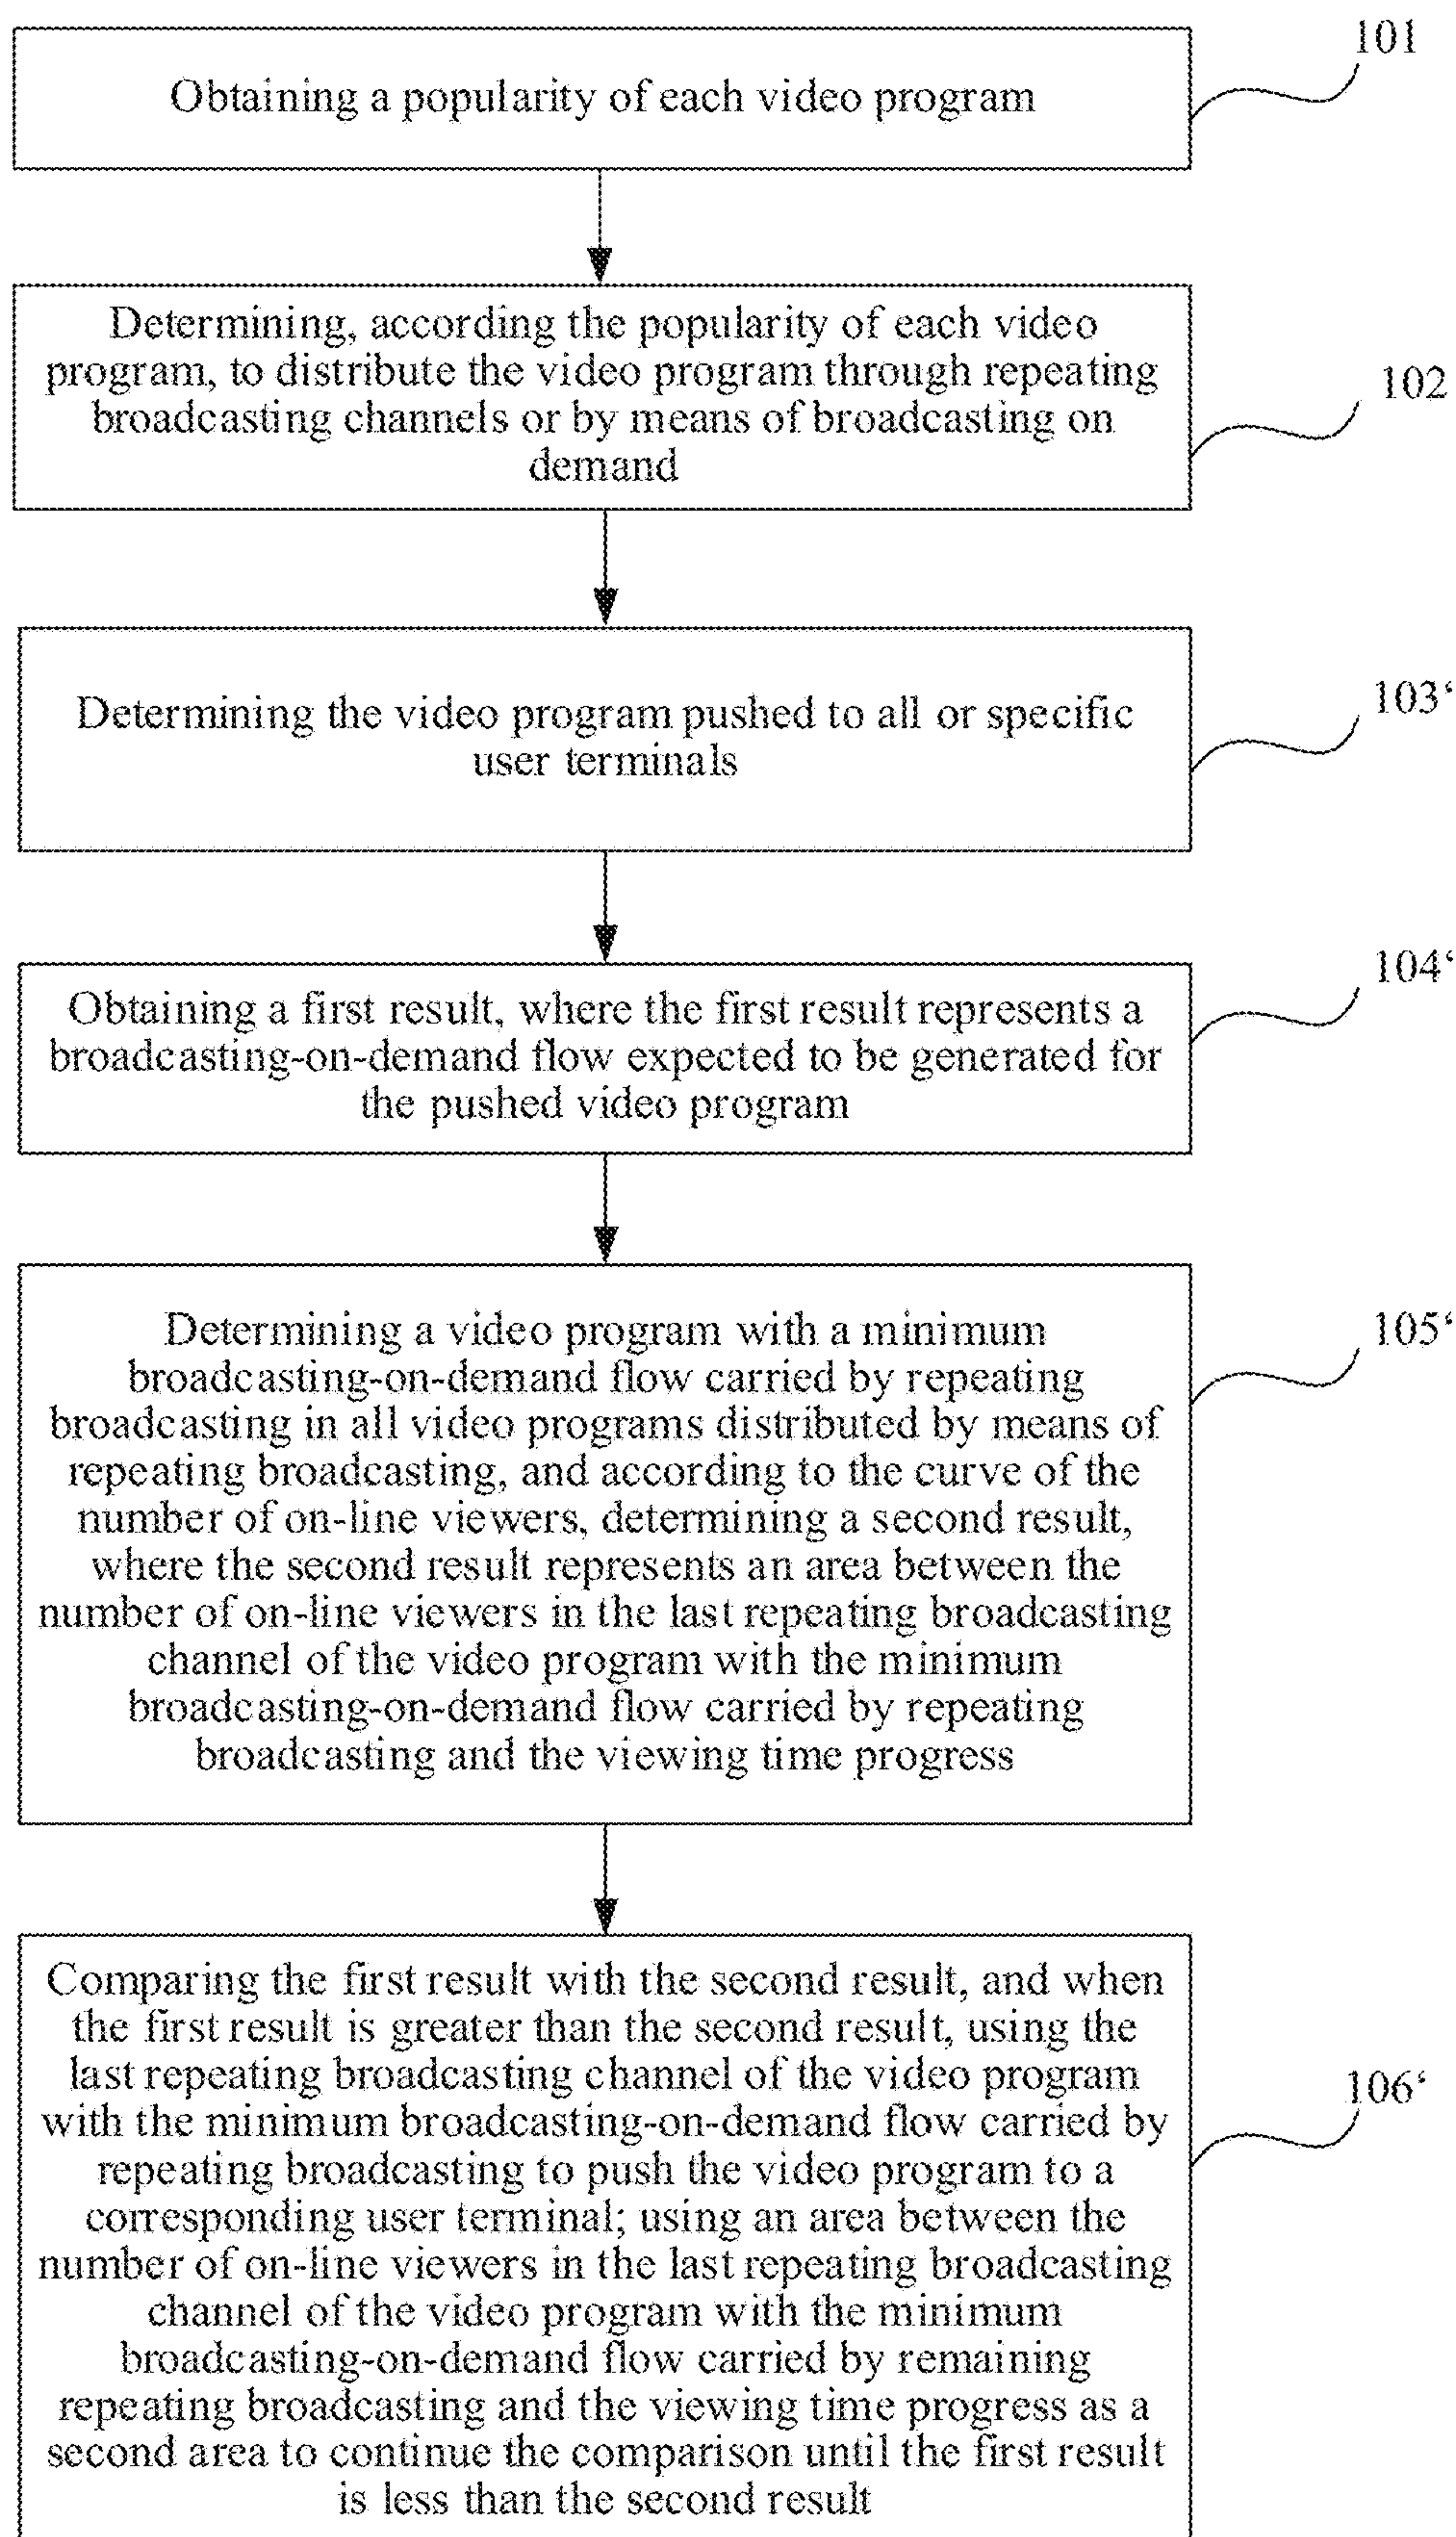 101
Obtaining a popularity of each video program
Determining, according the popularity of each video
program, to distribute the video program through repeating
broadcasting channels or by means of broadcasting on
demand
102
Determining the video program pushed to all or specific
user terminals
103‘
Obtaining a first result, where the first result represents a
broadcasting-on-demand flow expected to be generated for
the pushed video program
104‘
Determining a video program with a minimum
broadcasting-on-demand flow carried by repeating
broadcasting in all video programs distributed by means of
repeating broadcasting, and according to the curve of the
number of on-line viewers, determining a second result,
where the second result represents an area between the
number of on-line viewers in the last repeating broadcasting
channel of the video program with the minimum
broadcasting-on-demand flow carried by repeating
broadcasting and the viewing time progress
105‘
Comparing the first result with the second result, and when
the first result is greater than the second result, using the
last repeating broadcasting channel of the video program
with the minimum broadcasting-on-demand flow carried by
repeating broadcasting to push the video program to a
corresponding user terminal; using an area between the
number of on-line viewers in the last repeating broadcasting
channel of the video program with the minimum
broadcasting-on-demand flow carried by remaining
repeating broadcasting and the viewing time progress as a
second area to continue the comparison until the first result
is less than the second result
106‘